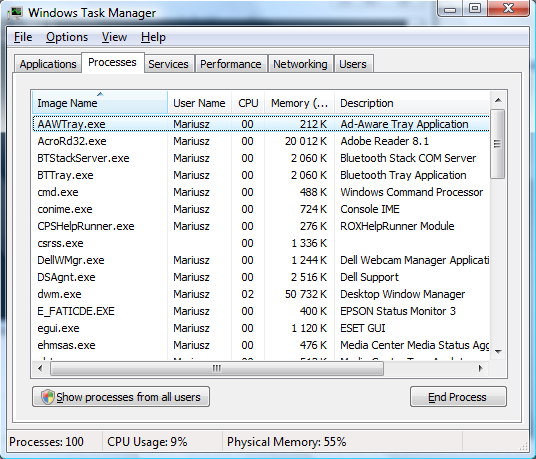 Windows Task Manager
File Options View Help
Applications Processes Services Performance Networking Users
Image Name User Name CPU Memory (... Description
AAWTray.exe Mariusz 00 212 K Ad-Aware Tray Application
AcroRd32.exe Mariusz 00 20 012 K Adobe Reader 8.1
BTStackServer.exe Mariusz 00 2 060 K Bluetooth Stack COM Server
BTTray.exe Mariusz 00 2 060 K Bluetooth Tray Application
cmd.exe Mariusz 00 488 K Windows Command Processor
conime.exe Mariusz 00 724 K Console IME
CPSHelpRunner.exe Mariusz 00 276 K ROXHelpRunner Module
csrss.exe 00 1 336 K
DellWMgr.exe Mariusz 00 1 244 K Dell Webcam Manager Applicati
DSAgnt.exe Mariusz 00 2 516 K Dell Support
dwm.exe Mariusz 02 50 732 K Desktop Window Manager
E_FATICDE.EXE Mariusz 00 400 K EPSON Status Monitor 3
egui.exe Mariusz 00 1 120 K ESET GUI
ehmsas.exe Mariusz 00 476 K Media Center Media Status Agg
Show processes from all users End Process
Processes: 100 CPU Usage: 9% Physical Memory: 55%